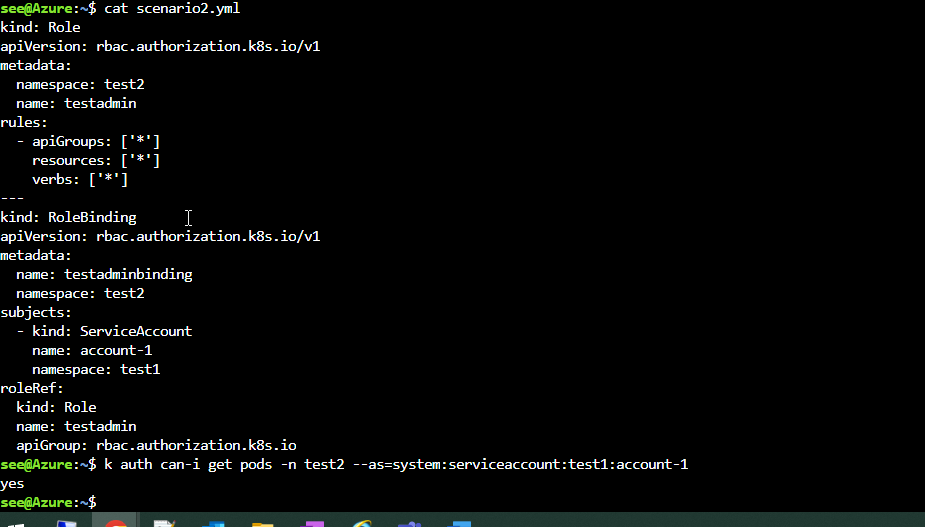 see@Azure:~$ cat scenario2.yml
kind: Role
apiVersion: rbac.authorization.k8s.io/v1
metadata:
  namespace: test2
  name: testadmin
rules:
  - apiGroups: ['*']
    resources: ['*']
    verbs: ['*']
---
kind: RoleBinding
apiVersion: rbac.authorization.k8s.io/v1
metadata:
  name: testadminbinding
  namespace: test2
subjects:
  - kind: ServiceAccount
    name: account-1
    namespace: test1
roleRef:
  kind: Role
  name: testadmin
  apiGroup: rbac.authorization.k8s.io
see@Azure:~$ k auth can-i get pods -n test2 --as=system:serviceaccount:test1:account-1
yes
see@Azure:~$